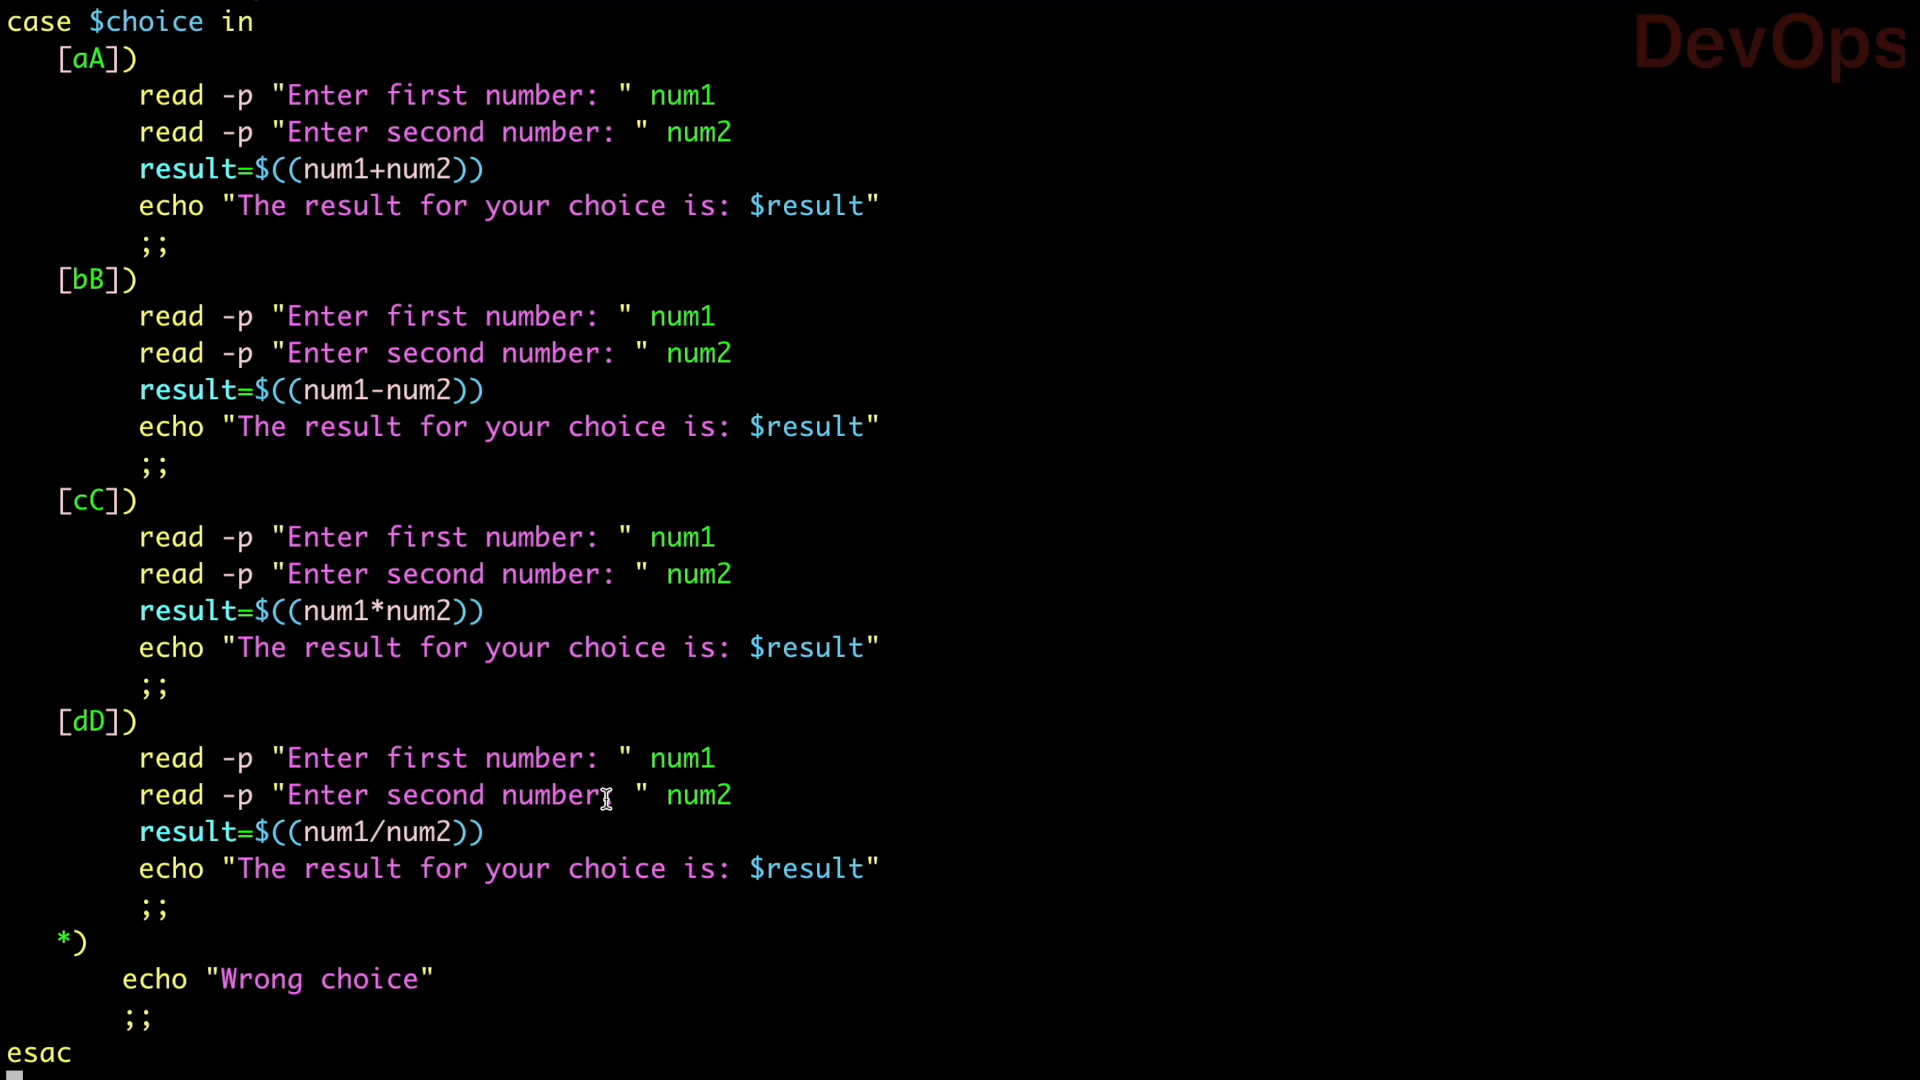 case $choice in
DevOps
[aA])
read -p "Enter first number: " num1
read -p "Enter second number: " num2
result=$((num1+num2))
echo "The result for your choice is: $result"
;;
[bB])
read -p "Enter first number: " num1
read -p "Enter second number: " num2
result=$((num1-num2))
echo "The result for your choice is: $result"
;;
[cC])
read -p "Enter first number: " num1
read -p "Enter second number: " num2
result=$((num1*num2))
echo "The result for your choice is: $result"
;;
[dD])
read -p "Enter first number: " num1
read -p "Enter second number: " num2
result=$((num1/num2))
echo "The result for your choice is: $result"
;;
*)
echo "Wrong choice"
;;
esac